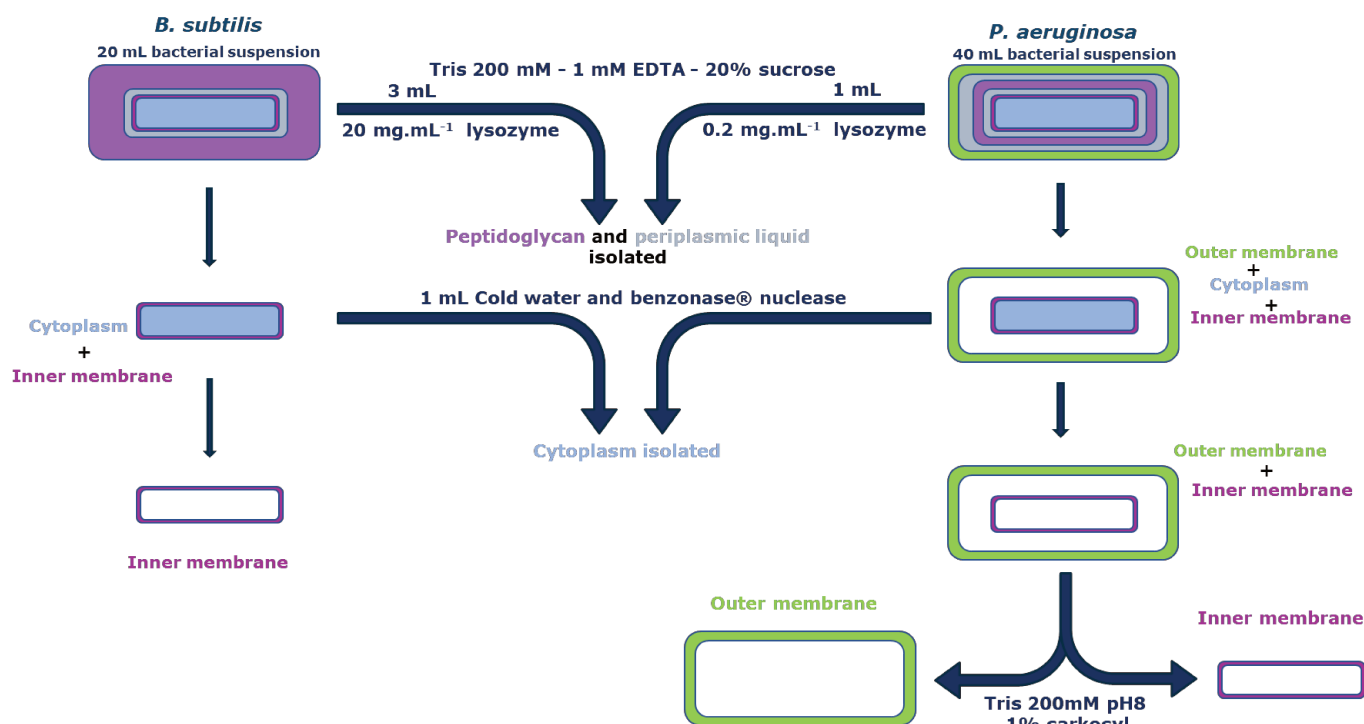 B. subtilis
20 mL bacterial suspension
P. aeruginosa
40 mL bacterial suspension
Tris 200 mM - 1 mM EDTA - 20% sucrose
3 mL
1 mL
20 mg.mL⁻¹ lysozyme
0.2 mg.mL⁻¹ lysozyme
Peptidoglycan and periplasmic liquid
isolated
Outer membrane
+
Cytoplasm
+
Inner membrane
1 mL Cold water and benzonase® nuclease
Cytoplasm
+
Inner membrane
Cytoplasm isolated
Outer membrane
+
Inner membrane
Inner membrane
Outer membrane
Inner membrane
Tris 200mM pH8
1% sarkosyl